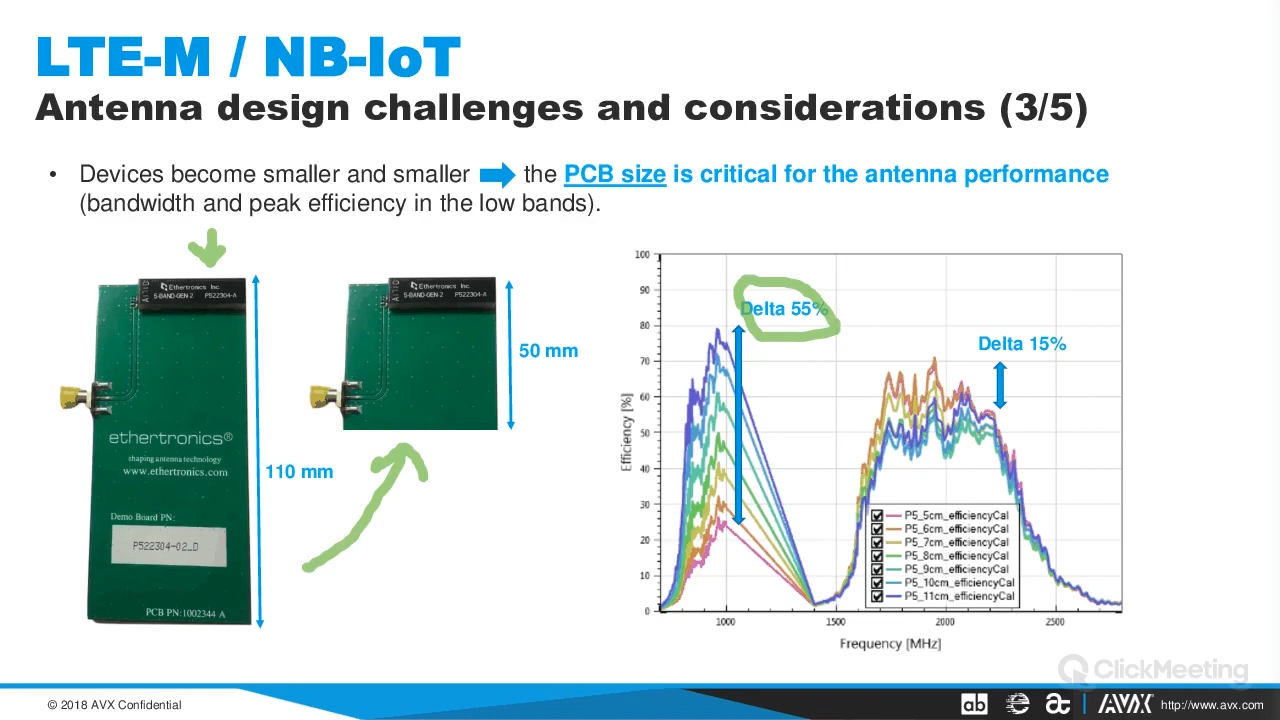 LTE-M / NB-IoT
Antenna design challenges and considerations (3/5)
• Devices become smaller and smaller the PCB size is critical for the antenna performance
(bandwidth and peak efficiency in the low bands).
Ethertronics Inc.
5-BAND-GEN-2 P522304-A
ethertronics®
shaping antenna technology
www.ethertronics.com
Demo Board PN:
P522304-02_D
PCB PN:1002344 A
110 mm
Ethertronics Inc.
5-BAND-GEN-2 P522304-A
50 mm
Delta 55%
Delta 15%
Efficiency [%]
100
90
80
70
60
50
40
30
20
10
0
P5_5cm_efficiencyCal
P5_6cm_efficiencyCal
P5_7cm_efficiencyCal
P5_8cm_efficiencyCal
P5_9cm_efficiencyCal
P5_10cm_efficiencyCal
P5_11cm_efficiencyCal
1000 1500 2000 2500
Frequency [MHz]
ClickMeeting
© 2018 AVX Confidential
ab
AVX
http://www.avx.com